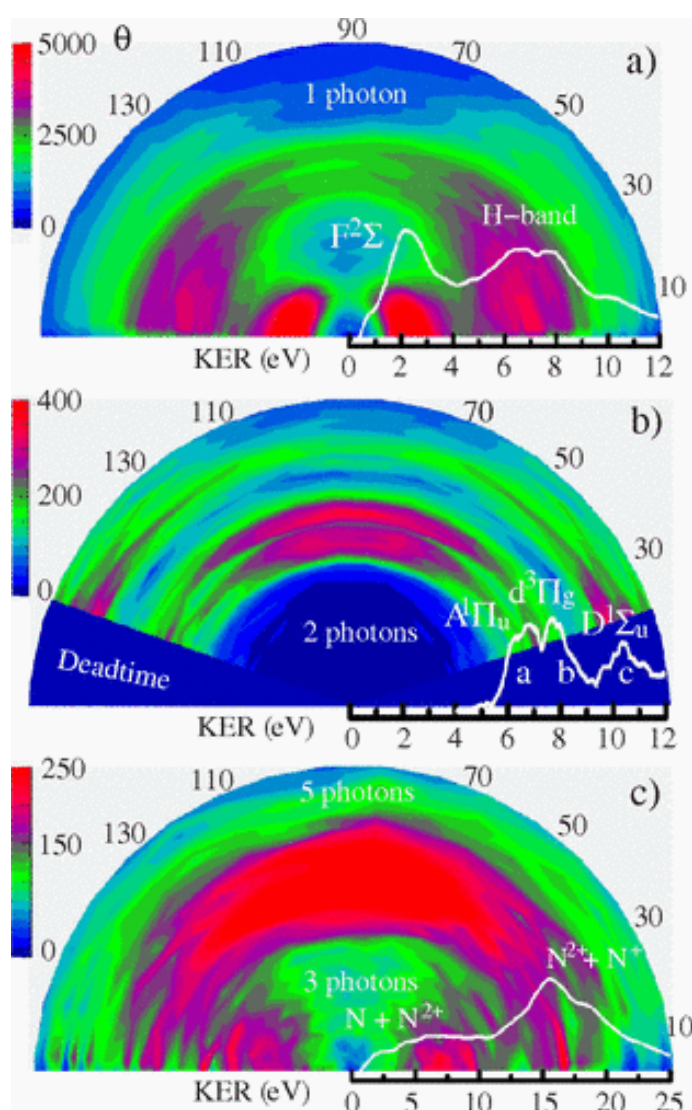 5000
2500
0
θ
130
110
90
70
50
30
10
a)
1 photon
F²Σ
H-band
KER (eV)
0 2 4 6 8 10 12
400
200
0
130
110
70
50
30
b)
2 photons
Deadtime
A¹Πu
d³Πg
D¹Σu
a b c
KER (eV)
0 2 4 6 8 10 12
250
150
0
130
110
70
50
30
10
c)
5 photons
3 photons
N + N²⁺
N²⁺+ N⁺
KER (eV)
0 5 10 15 20 25